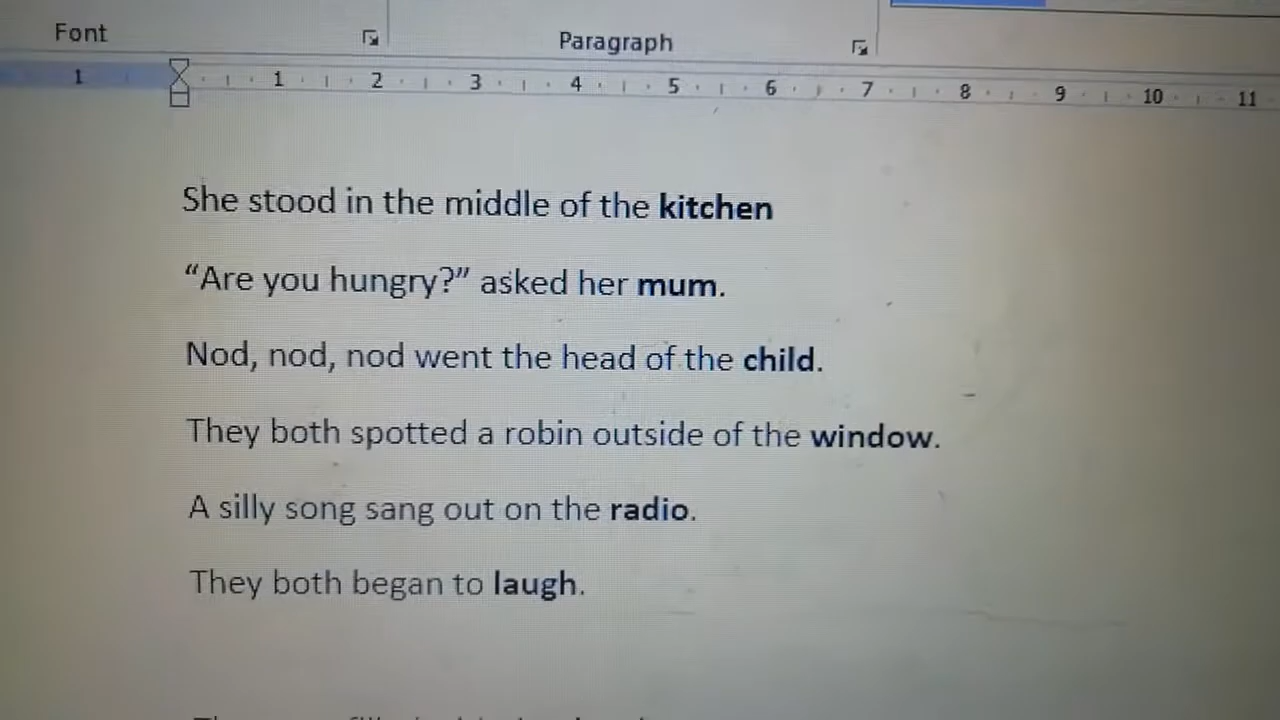 Font
Paragraph
1 1 2 3 4 5 6 7 8 9 10 11
She stood in the middle of the kitchen
“Are you hungry?” asked her mum.
Nod, nod, nod went the head of the child.
They both spotted a robin outside of the window.
A silly song sang out on the radio.
They both began to laugh.